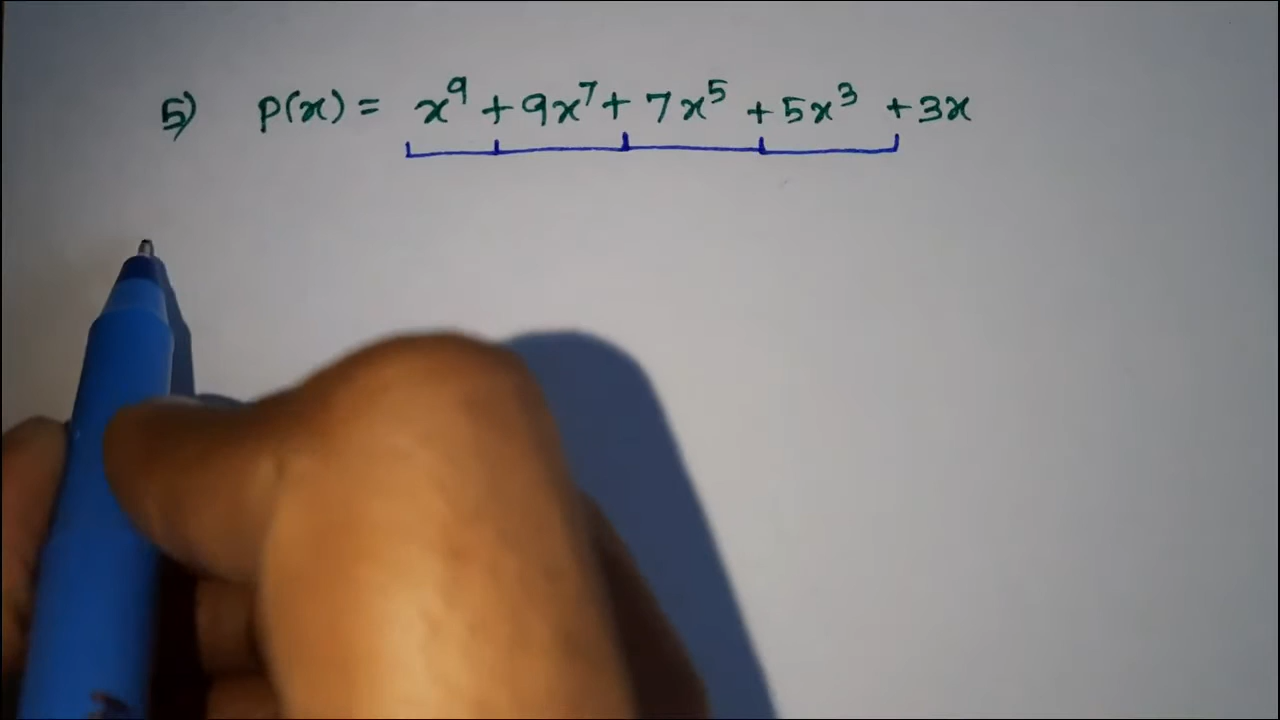 5) P(x) = x⁹ + 9x⁷ + 7x⁵ + 5x³ + 3x